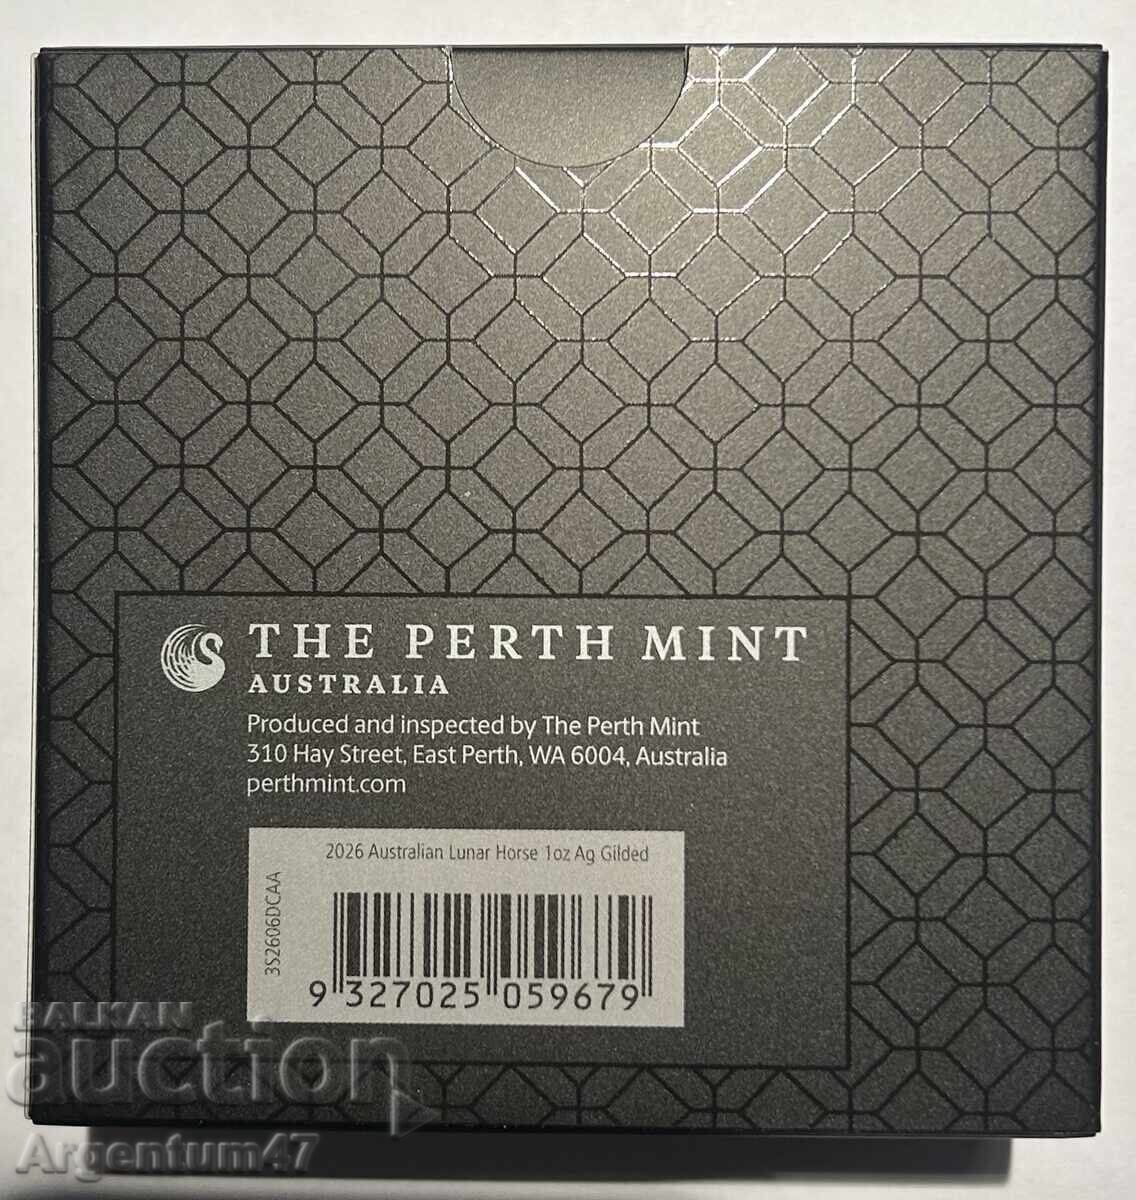 THE PERTH MINT
AUSTRALIA
Produced and inspected by The Perth Mint
310 Hay Street, East Perth, WA 6004, Australia
perthmint.com
2026 Australian Lunar Horse 1oz Ag Gilded
3S2606DCAA
9 327025 059679
BALKAN
auction
Argentum47